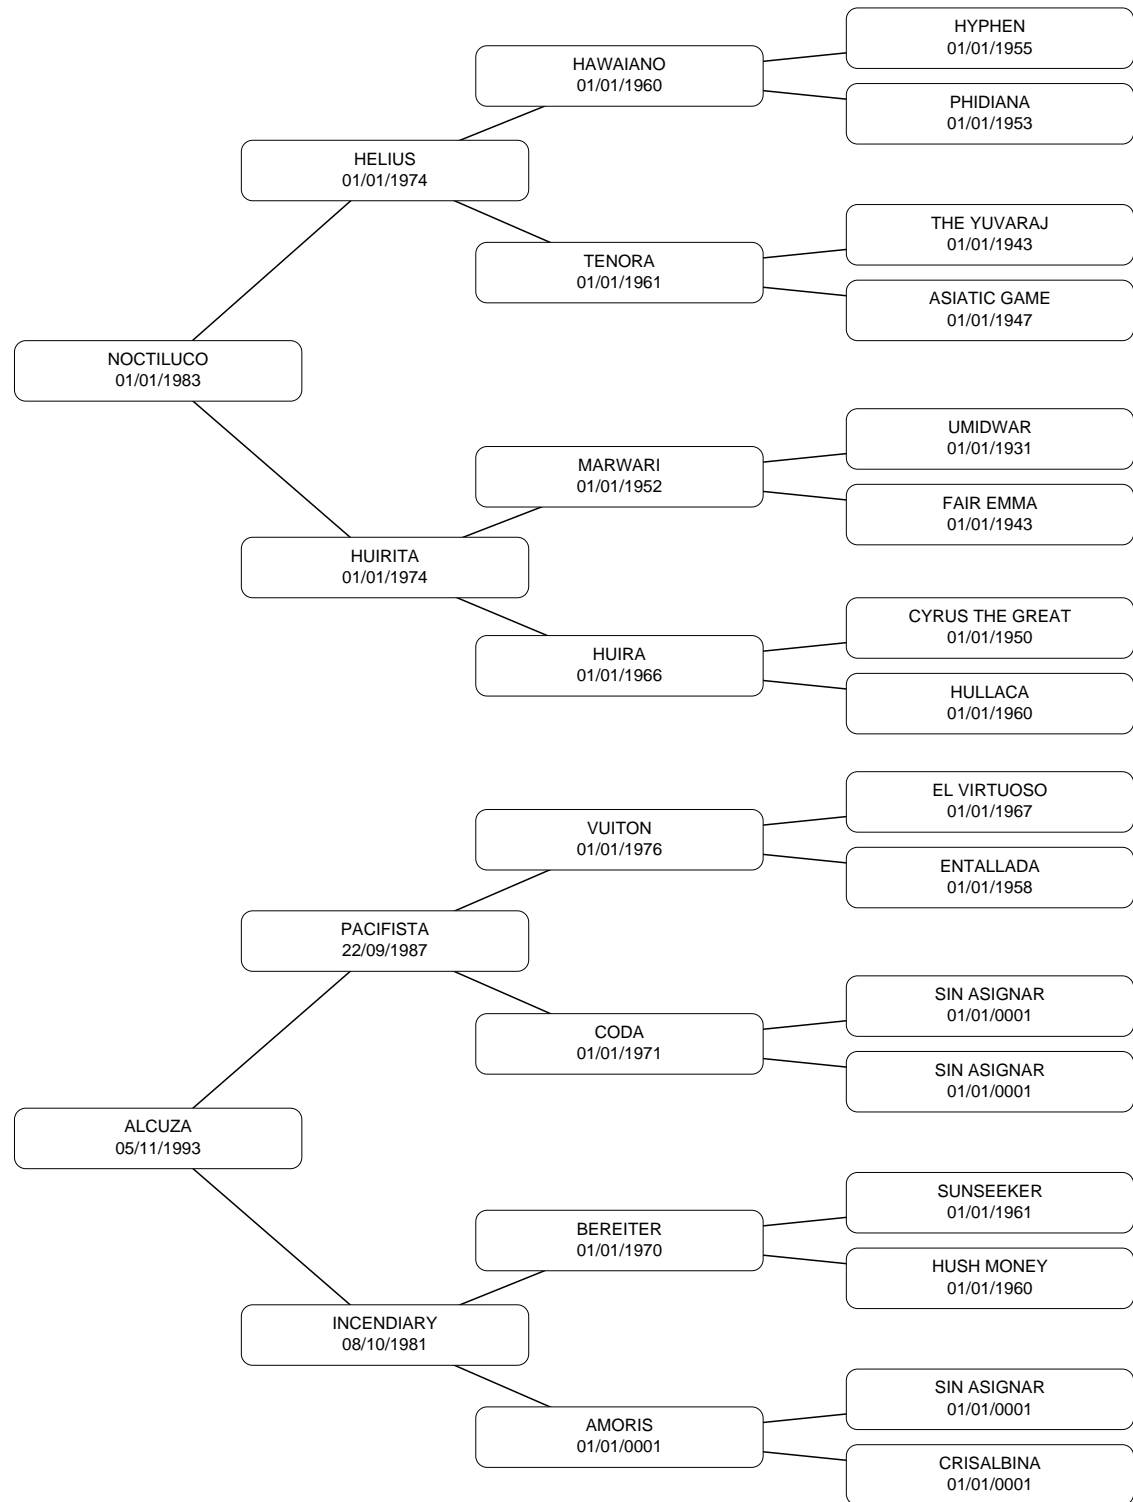 HYPHEN
01/01/1955
HAWAIANO
01/01/1960
PHIDIANA
01/01/1953
HELIUS
01/01/1974
THE YUVARAJ
01/01/1943
TENORA
01/01/1961
ASIATIC GAME
01/01/1947
NOCTILUCO
01/01/1983
UMIDWAR
01/01/1931
MARWARI
01/01/1952
FAIR EMMA
01/01/1943
HUIRITA
01/01/1974
CYRUS THE GREAT
01/01/1950
HUIRA
01/01/1966
HULLACA
01/01/1960
EL VIRTUOSO
01/01/1967
VUITON
01/01/1976
ENTALLADA
01/01/1958
PACIFISTA
22/09/1987
SIN ASIGNAR
01/01/0001
CODA
01/01/1971
SIN ASIGNAR
01/01/0001
ALCUZA
05/11/1993
SUNSEEKER
01/01/1961
BEREITER
01/01/1970
HUSH MONEY
01/01/1960
INCENDIARY
08/10/1981
SIN ASIGNAR
01/01/0001
AMORIS
01/01/0001
CRISALBINA
01/01/0001